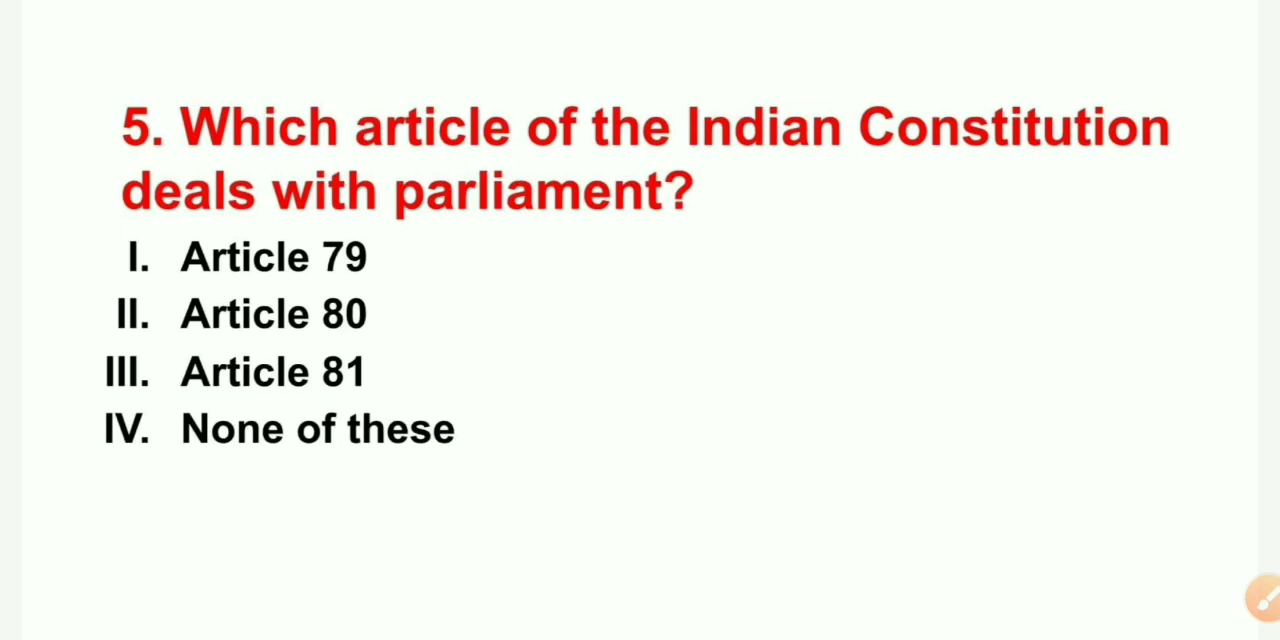 5. Which article of the Indian Constitution
deals with parliament?
I. Article 79
II. Article 80
III. Article 81
IV. None of these